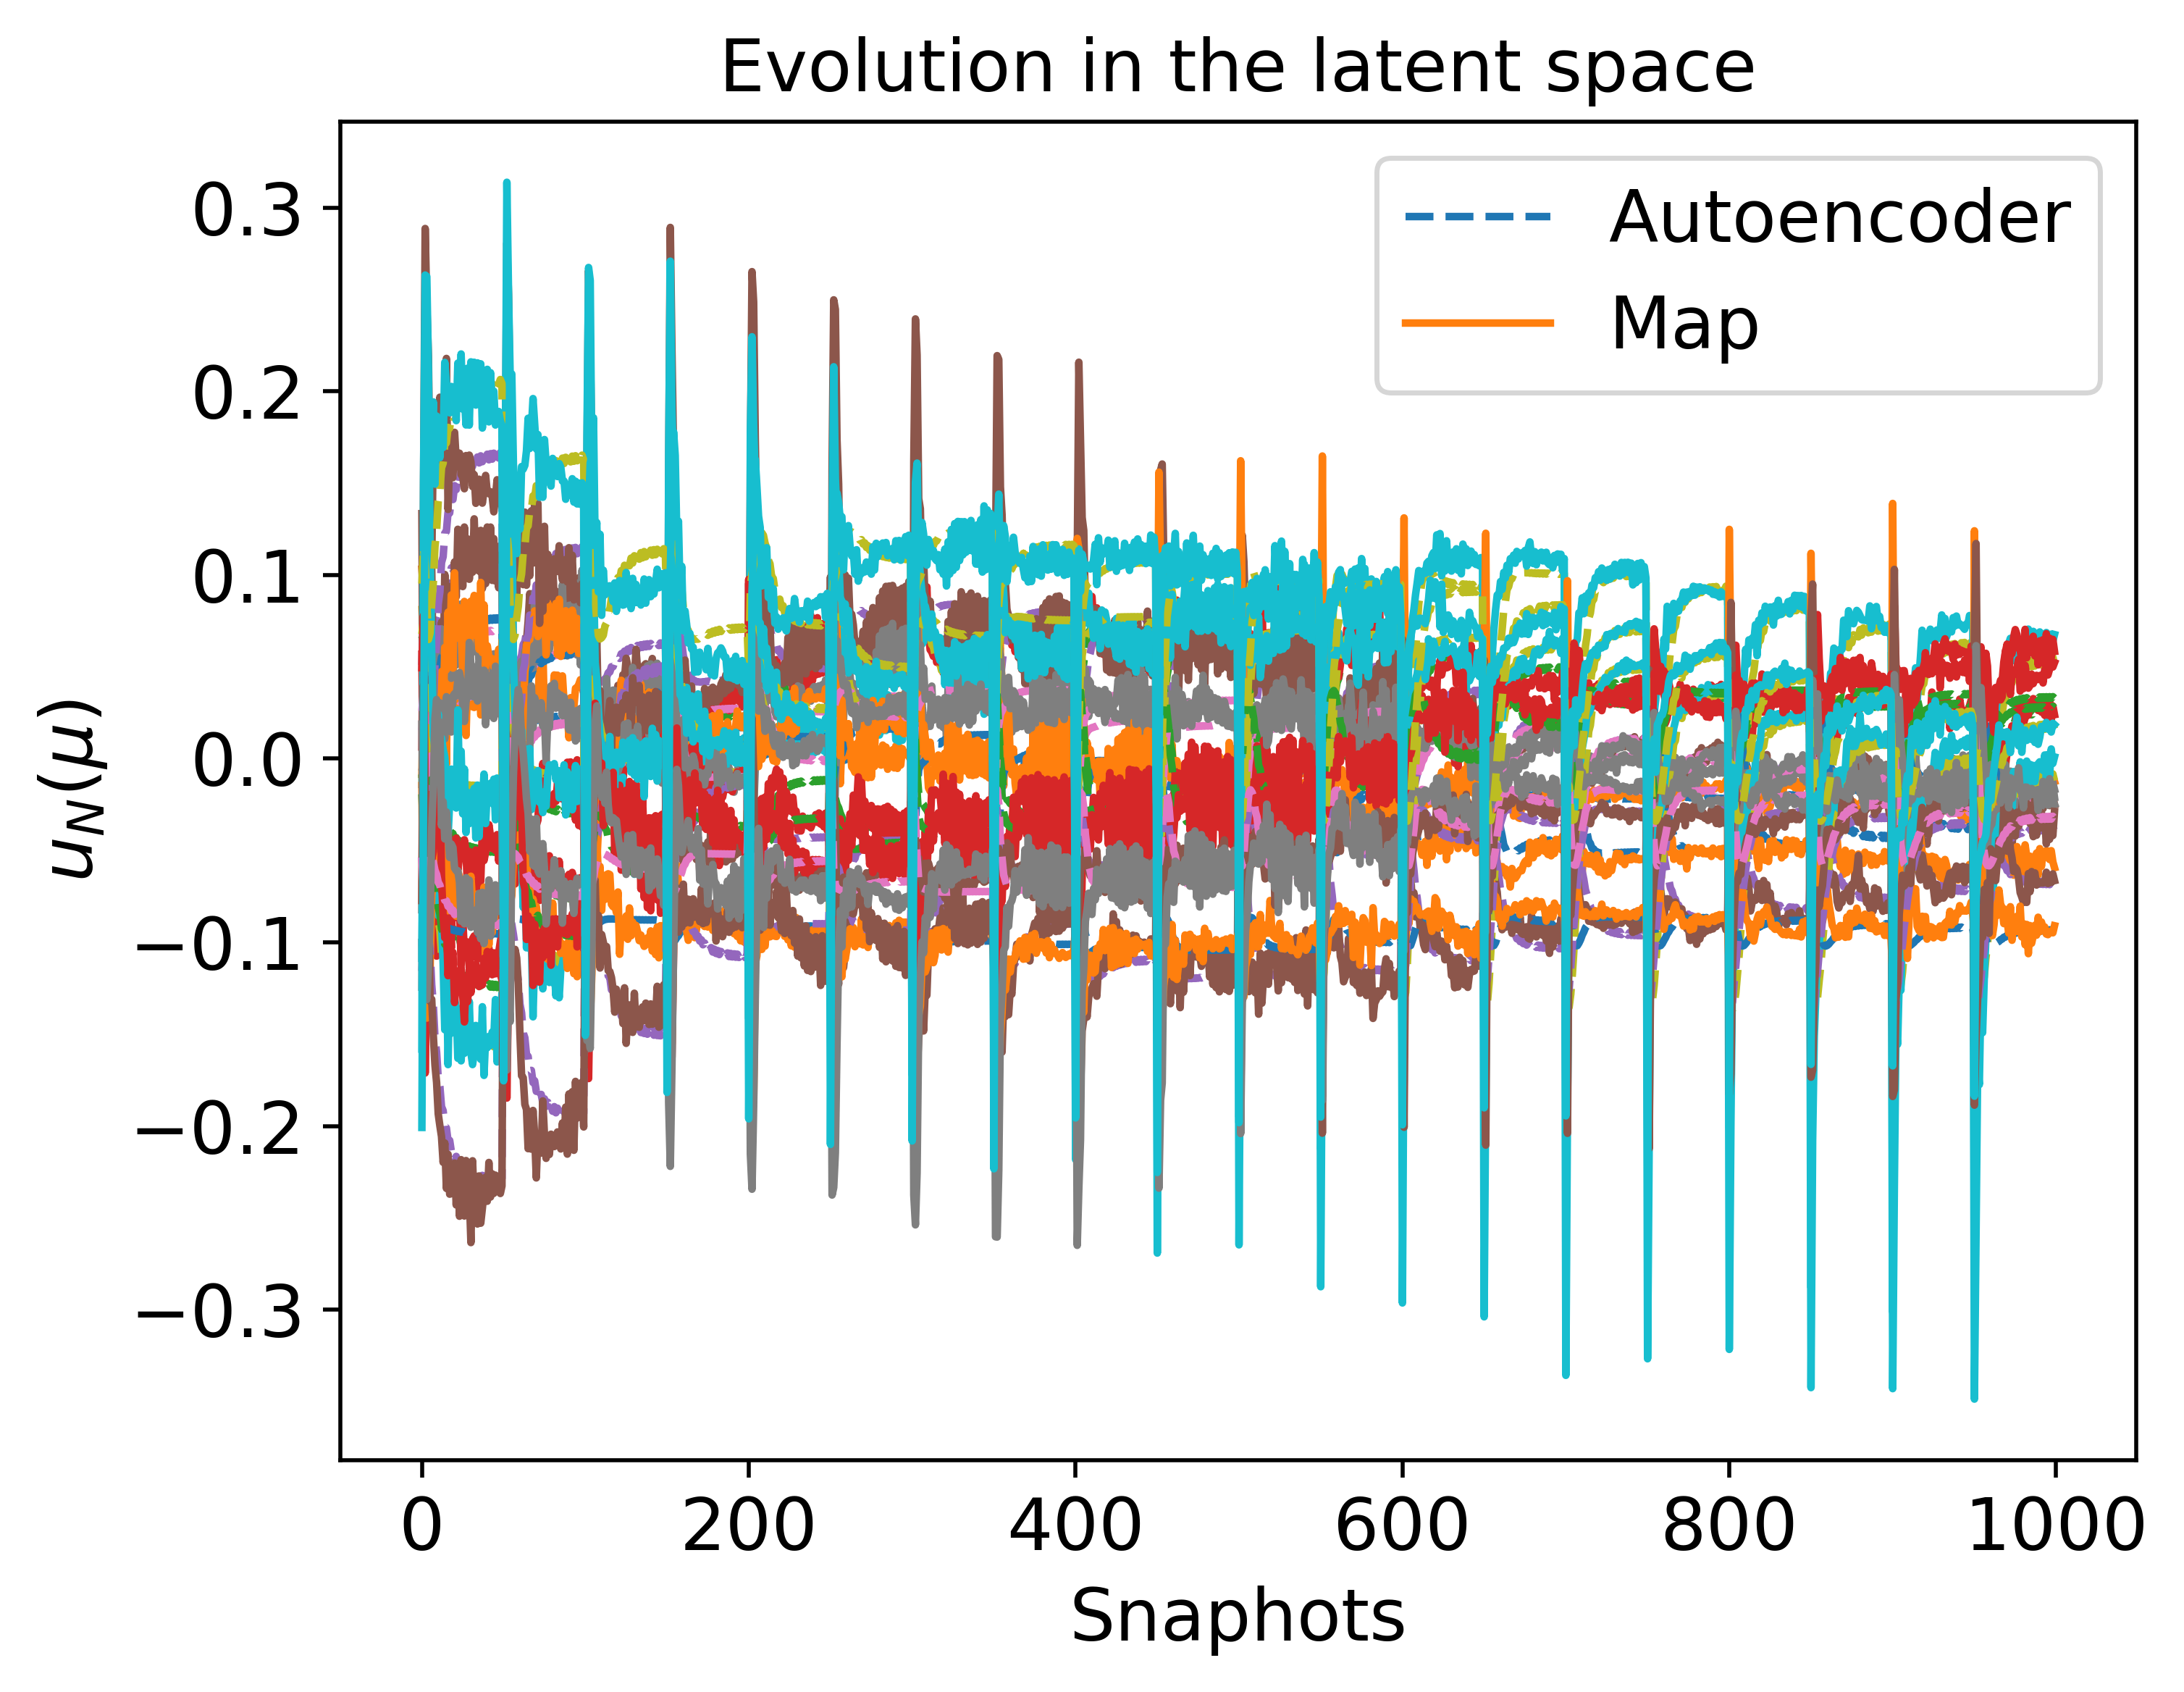 Evolution in the latent space
Autoencoder
Map
u_N(μ)
0.3
0.2
0.1
0.0
−0.1
−0.2
−0.3
0 200 400 600 800 1000
Snaphots